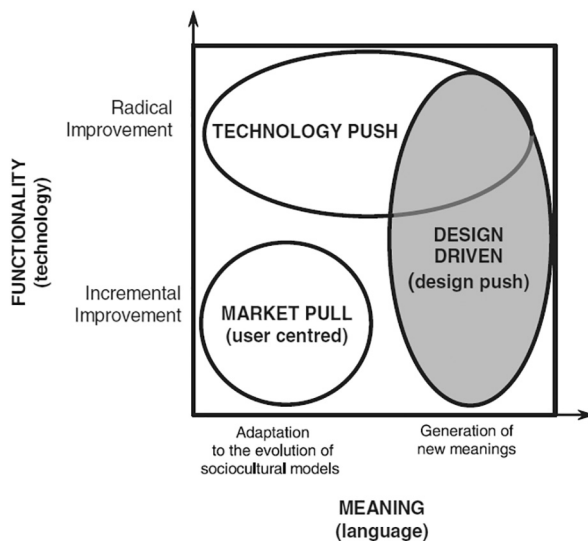 Radical
Improvement
TECHNOLOGY PUSH
FUNCTIONALITY
(technology)
DESIGN
DRIVEN
(design push)
Incremental
Improvement
MARKET PULL
(user centred)
Adaptation
to the evolution of
sociocultural models
Generation of
new meanings
MEANING
(language)